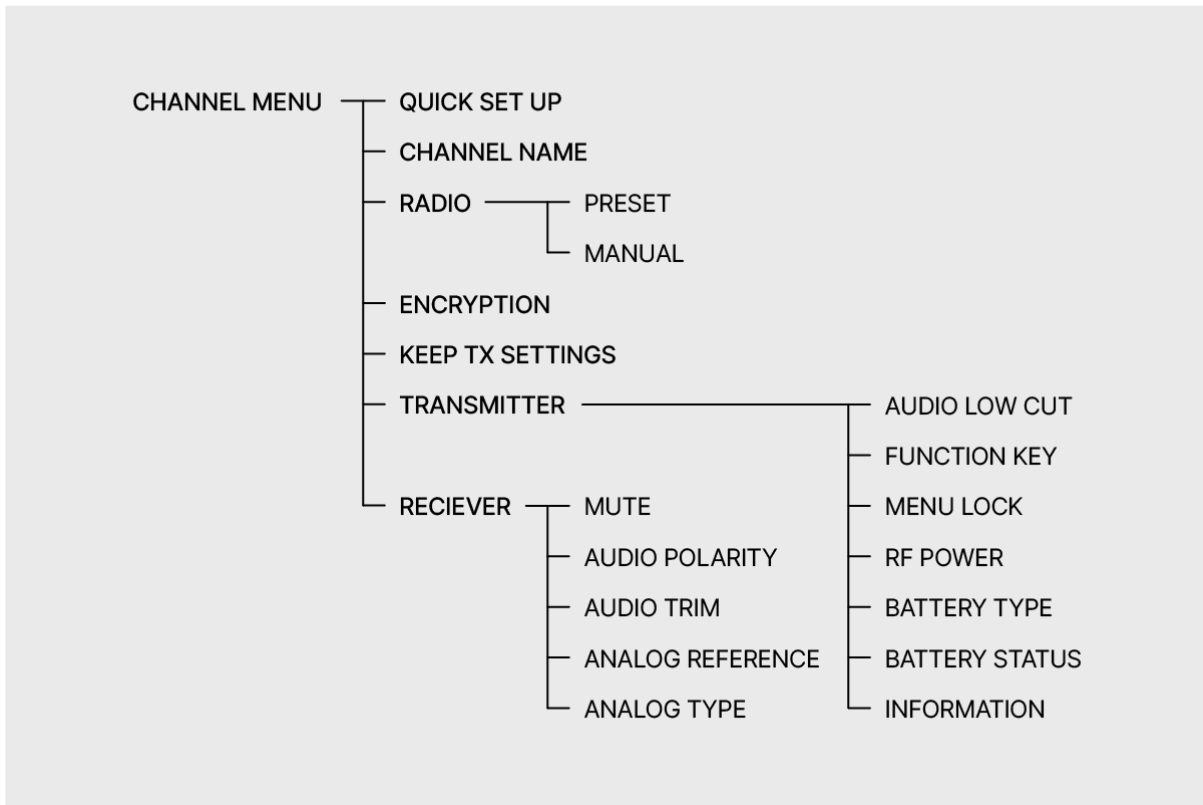 CHANNEL MENU QUICK SET UP
CHANNEL NAME
RADIO PRESET
MANUAL
ENCRYPTION
KEEP TX SETTINGS
TRANSMITTER AUDIO LOW CUT
FUNCTION KEY
RECIEVER MUTE MENU LOCK
AUDIO POLARITY RF POWER
AUDIO TRIM BATTERY TYPE
ANALOG REFERENCE BATTERY STATUS
ANALOG TYPE INFORMATION